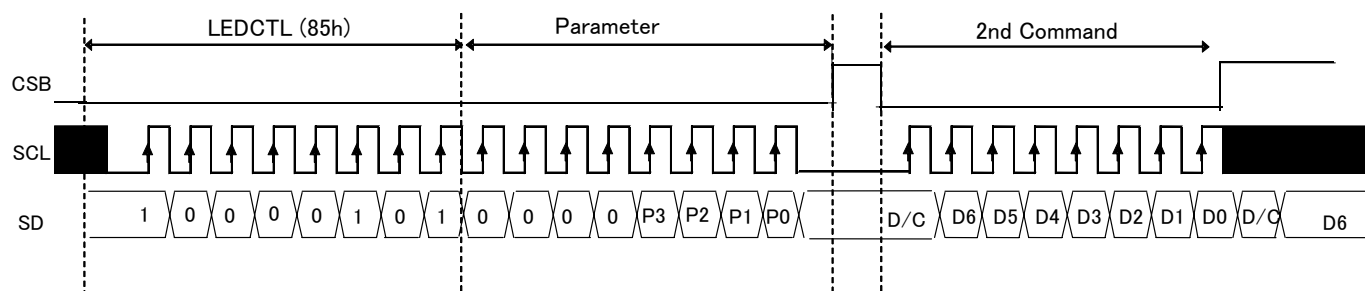 LEDCTL (85h) Parameter 2nd Command
CSB
SCL
SD 1 0 0 0 0 1 0 1 0 0 0 0 P3 P2 P1 P0 D/C D6 D5 D4 D3 D2 D1 D0 D/C D6